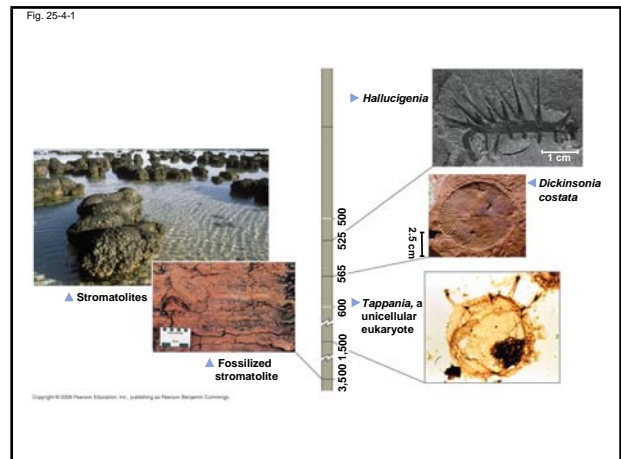 Fig. 25-4-1
Hallucigenia
1 cm
Dickinsonia
costata
2.5 cm
500
525
565
600
1,500
3,500
Stromatolites
Tappania, a
unicellular
eukaryote
Fossilized
stromatolite
Copyright © 2008 Pearson Education, Inc., publishing as Pearson Benjamin Cummings.